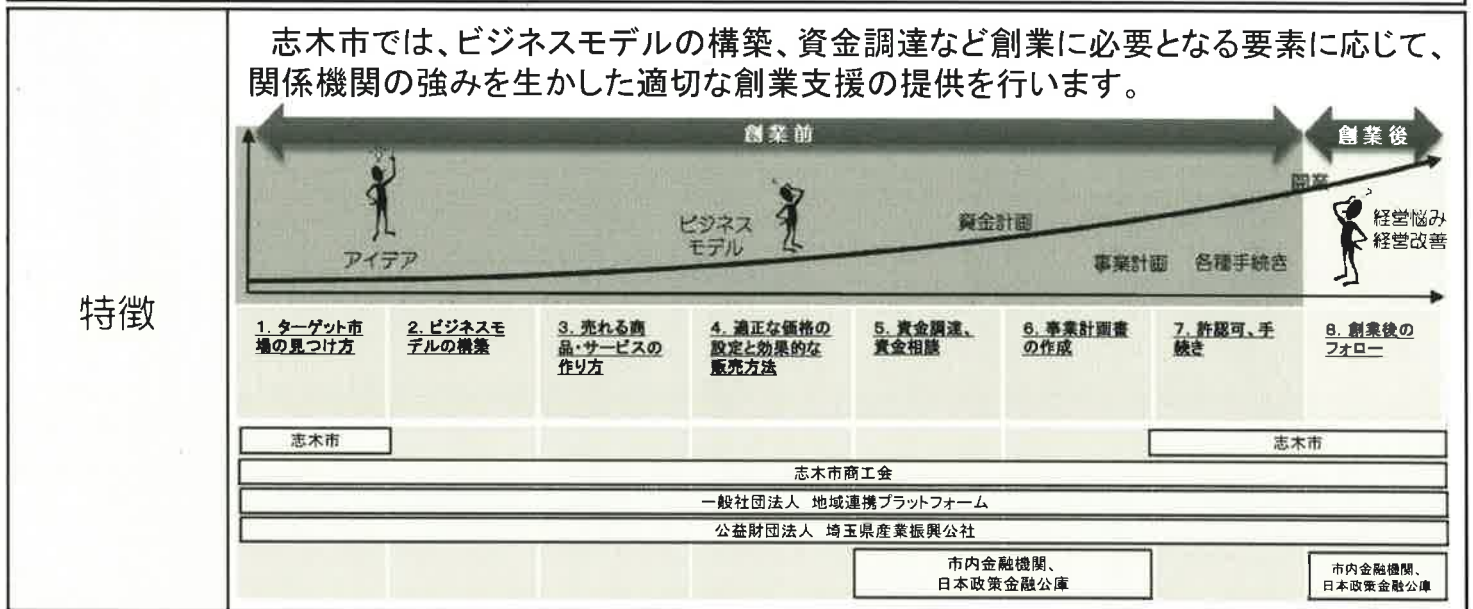 志木市では、ビジネスモデルの構築、資金調達など創業に必要となる要素に応じて、
関係機関の強みを生かした適切な創業支援の提供を行います。
特徴
創業前
創業後
アイデア
ビジネス
モデル
資金計画
事業計画
各種手続き
開業
経営悩み
経営改善
1. ターゲット市
場の見つけ方
2. ビジネスモ
デルの構築
3. 売れる商
品・サービスの
作り方
4. 適正な価格の
設定と効果的な
販売方法
5. 資金調達、
資金相談
6. 事業計画書
の作成
7. 許認可、手
続き
8. 創業後の
フォロー
志木市
志木市
志木市商工会
一般社団法人 地域連携プラットフォーム
公益財団法人 埼玉県産業振興公社
市内金融機関、
日本政策金融公庫
市内金融機関、
日本政策金融公庫